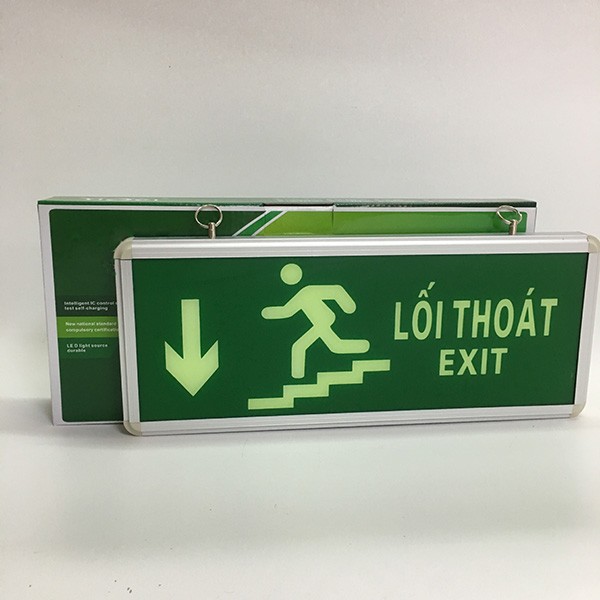 Intelligent IC control
test self-charging
New national standard
compulsory certification
LED light source
durable
LỐI THOÁT
EXIT